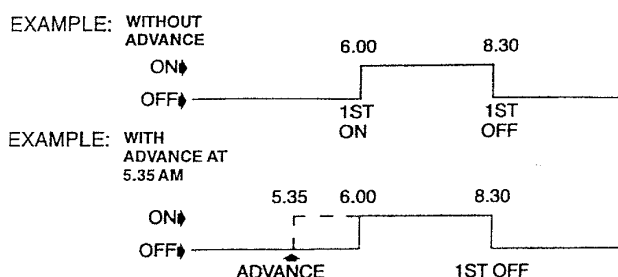 EXAMPLE: WITHOUT
ADVANCE
6.00 8.30
ON
OFF
1ST 1ST
ON OFF
EXAMPLE: WITH
ADVANCE AT
5.35 AM
5.35 6.00 8.30
ON
OFF
ADVANCE 1ST OFF